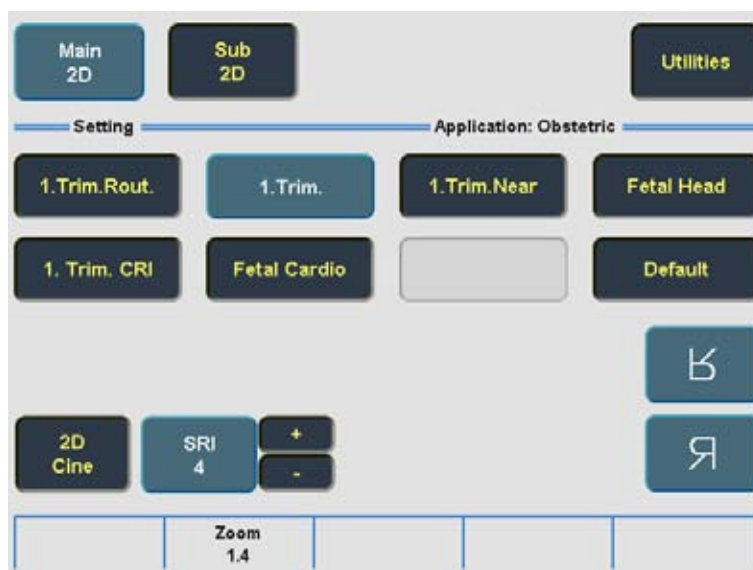 Main
2D
Sub
2D
Utilities
Setting
Application: Obstetric
1.Trim.Rout.
1.Trim.
1.Trim.Near
Fetal Head
1. Trim. CRI
Fetal Cardio
Default
R
R
2D
Cine
SRI
4
+
-
Zoom
1.4